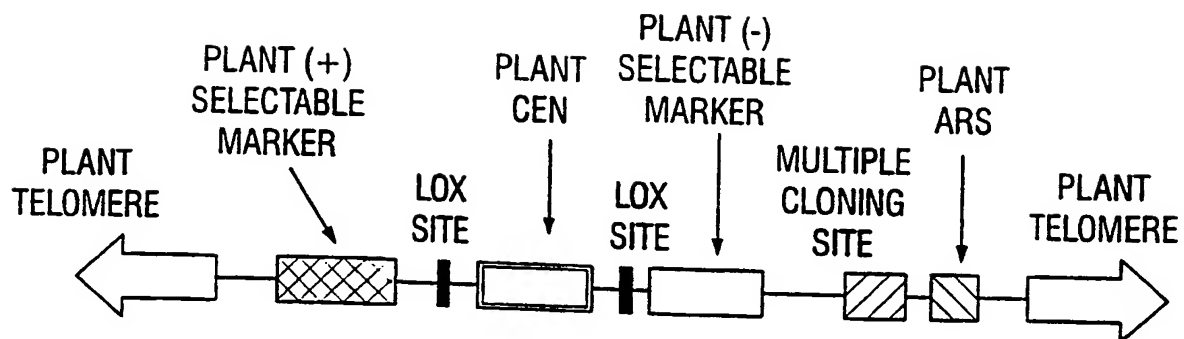 PLANT
TELOMERE
PLANT (+)
SELECTABLE
MARKER
LOX
SITE
PLANT
CEN
LOX
SITE
PLANT (-)
SELECTABLE
MARKER
MULTIPLE
CLONING
SITE
PLANT
ARS
PLANT
TELOMERE